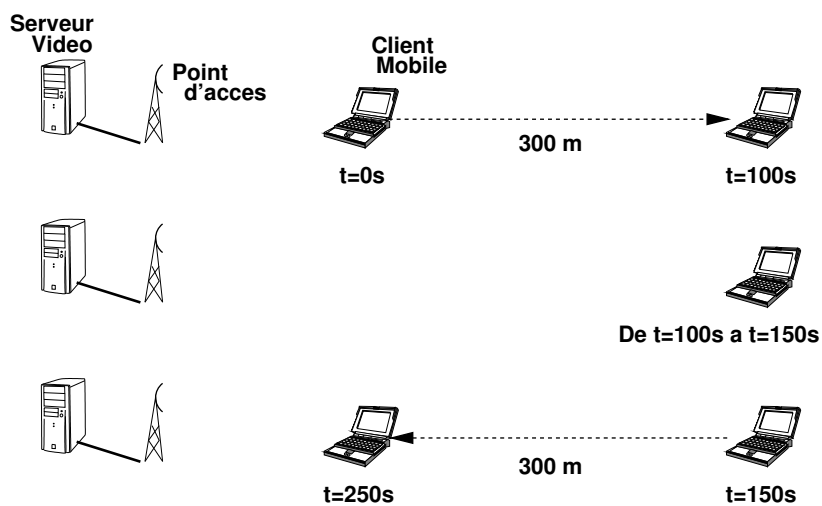 Serveur
Video
Point
d'acces
Client
Mobile
300 m
t=0s
t=100s
De t=100s a t=150s
300 m
t=250s
t=150s